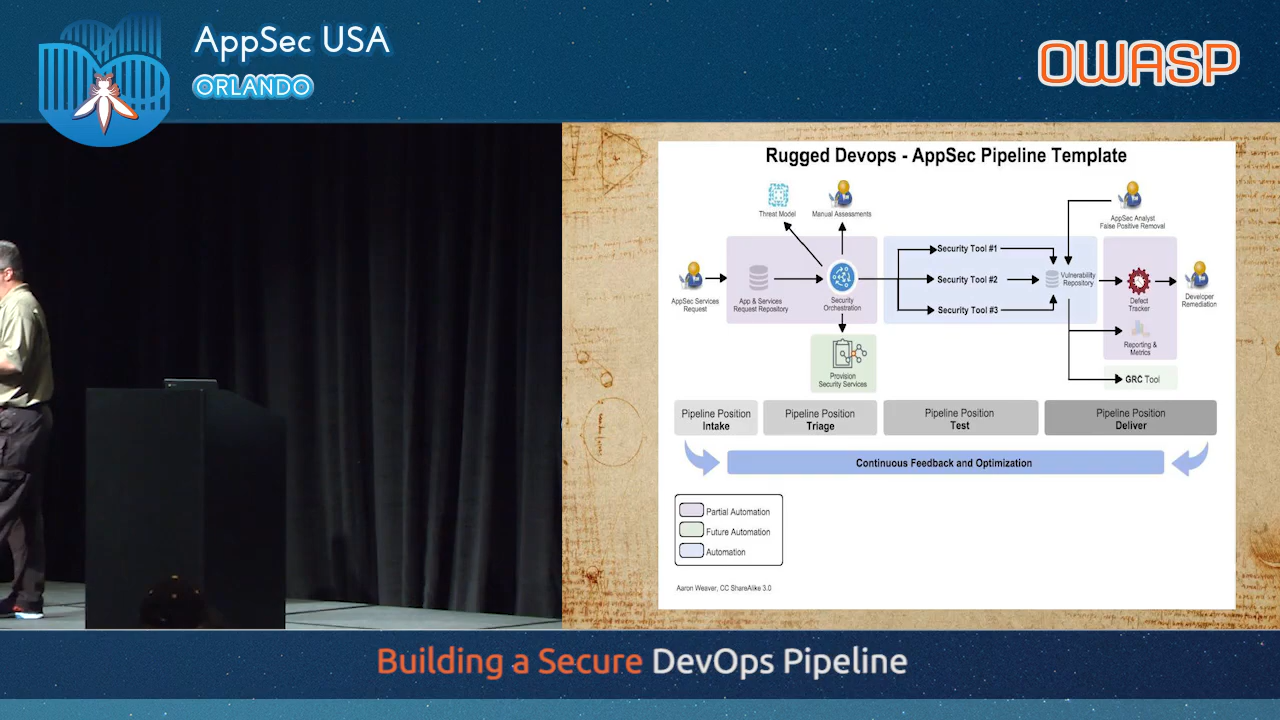 AppSec USA
ORLANDO
OWASP
Rugged Devops - AppSec Pipeline Template
Threat Model
Manual Assessments
AppSec Analyst
False Positive Removal
AppSec Services
Request
App & Services
Request Repository
Security
Orchestration
Security Tool #1
Security Tool #2
Security Tool #3
Vulnerability
Repository
Defect
Tracker
Developer
Remediation
Reporting &
Metrics
GRC Tool
Provision
Security Services
Pipeline Position
Intake
Pipeline Position
Triage
Pipeline Position
Test
Pipeline Position
Deliver
Continuous Feedback and Optimization
Partial Automation
Future Automation
Automation
Aaron Weaver, CC ShareAlike 3.0
Building a Secure DevOps Pipeline